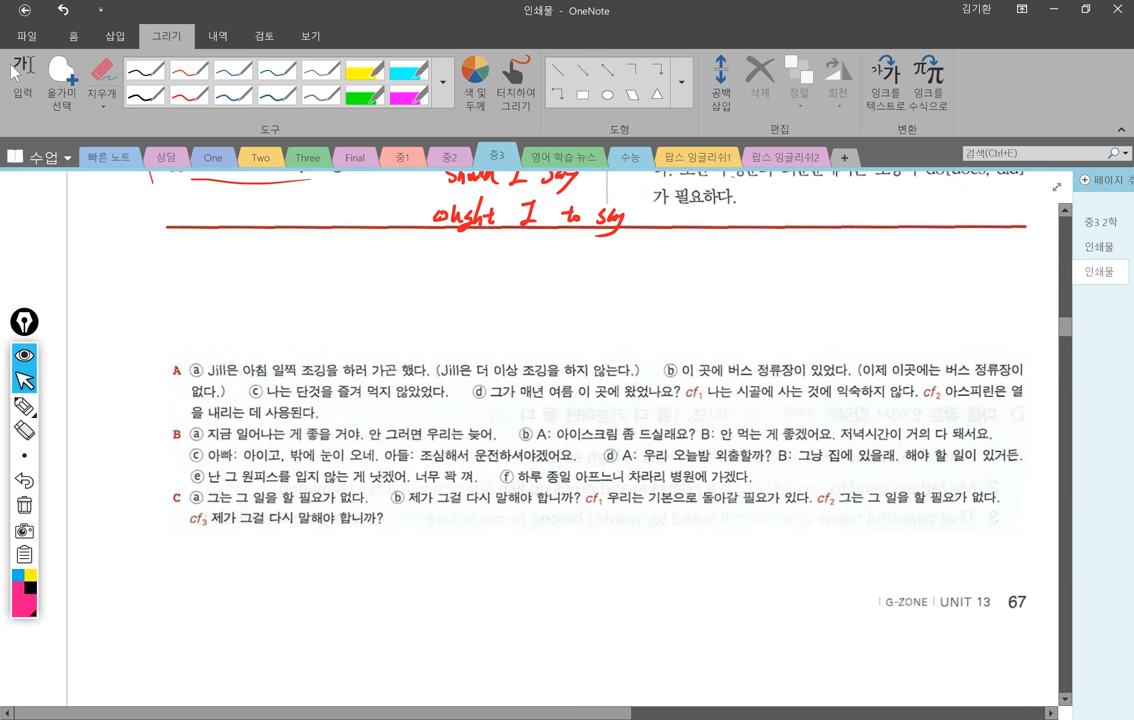 인쇄물 - OneNote
김기환
파일 홈 삽입 그리기 내역 검토 보기
입력 올가미 선택 지우개 색 및 두께 터치하여 그리기 공백 삽입 삭제 정렬 회전 잉크를 텍스트로 잉크를 수식으로
도구 도형 편집 변환
수업 빠른 노트 상담 One Two Three Final 중1 중2 중3 영어 학습 뉴스 수능 팝스 잉글리쉬1 팝스 잉글리쉬2 + 검색(Ctrl+E)
페이지 추
중3 2학
인쇄물
인쇄물
should I say
가 필요하다.
ought I to say
A ⓐ Jill은 아침 일찍 조깅을 하러 가곤 했다. (Jill은 더 이상 조깅을 하지 않는다.) ⓑ 이 곳에 버스 정류장이 있었다. (이제 이곳에는 버스 정류장이
없다.) ⓒ 나는 단것을 즐겨 먹지 않았었다. ⓓ 그가 매년 여름 이 곳에 왔었나요? cf₁ 나는 시골에 사는 것에 익숙하지 않다. cf₂ 아스피린은 열
을 내리는 데 사용된다.
B ⓐ 지금 일어나는 게 좋을 거야. 안 그러면 우리는 늦어. ⓑ A: 아이스크림 좀 드실래요? B: 안 먹는 게 좋겠어요. 저녁시간이 거의 다 돼서요.
ⓒ 아빠: 아이고, 밖에 눈이 오네. 아들: 조심해서 운전하셔야겠어요. ⓓ A: 우리 오늘밤 외출할까? B: 그냥 집에 있을래. 해야 할 일이 있거든.
ⓔ 난 그 원피스를 입지 않는 게 낫겠어. 너무 꽉 껴. ⓕ 하루 종일 아프느니 차라리 병원에 가겠다.
C ⓐ 그는 그 일을 할 필요가 없다. ⓑ 제가 그걸 다시 말해야 합니까? cf₁ 우리는 기본으로 돌아갈 필요가 있다. cf₂ 그는 그 일을 할 필요가 없다.
cf₃ 제가 그걸 다시 말해야 합니까?
G-ZONE | UNIT 13 67